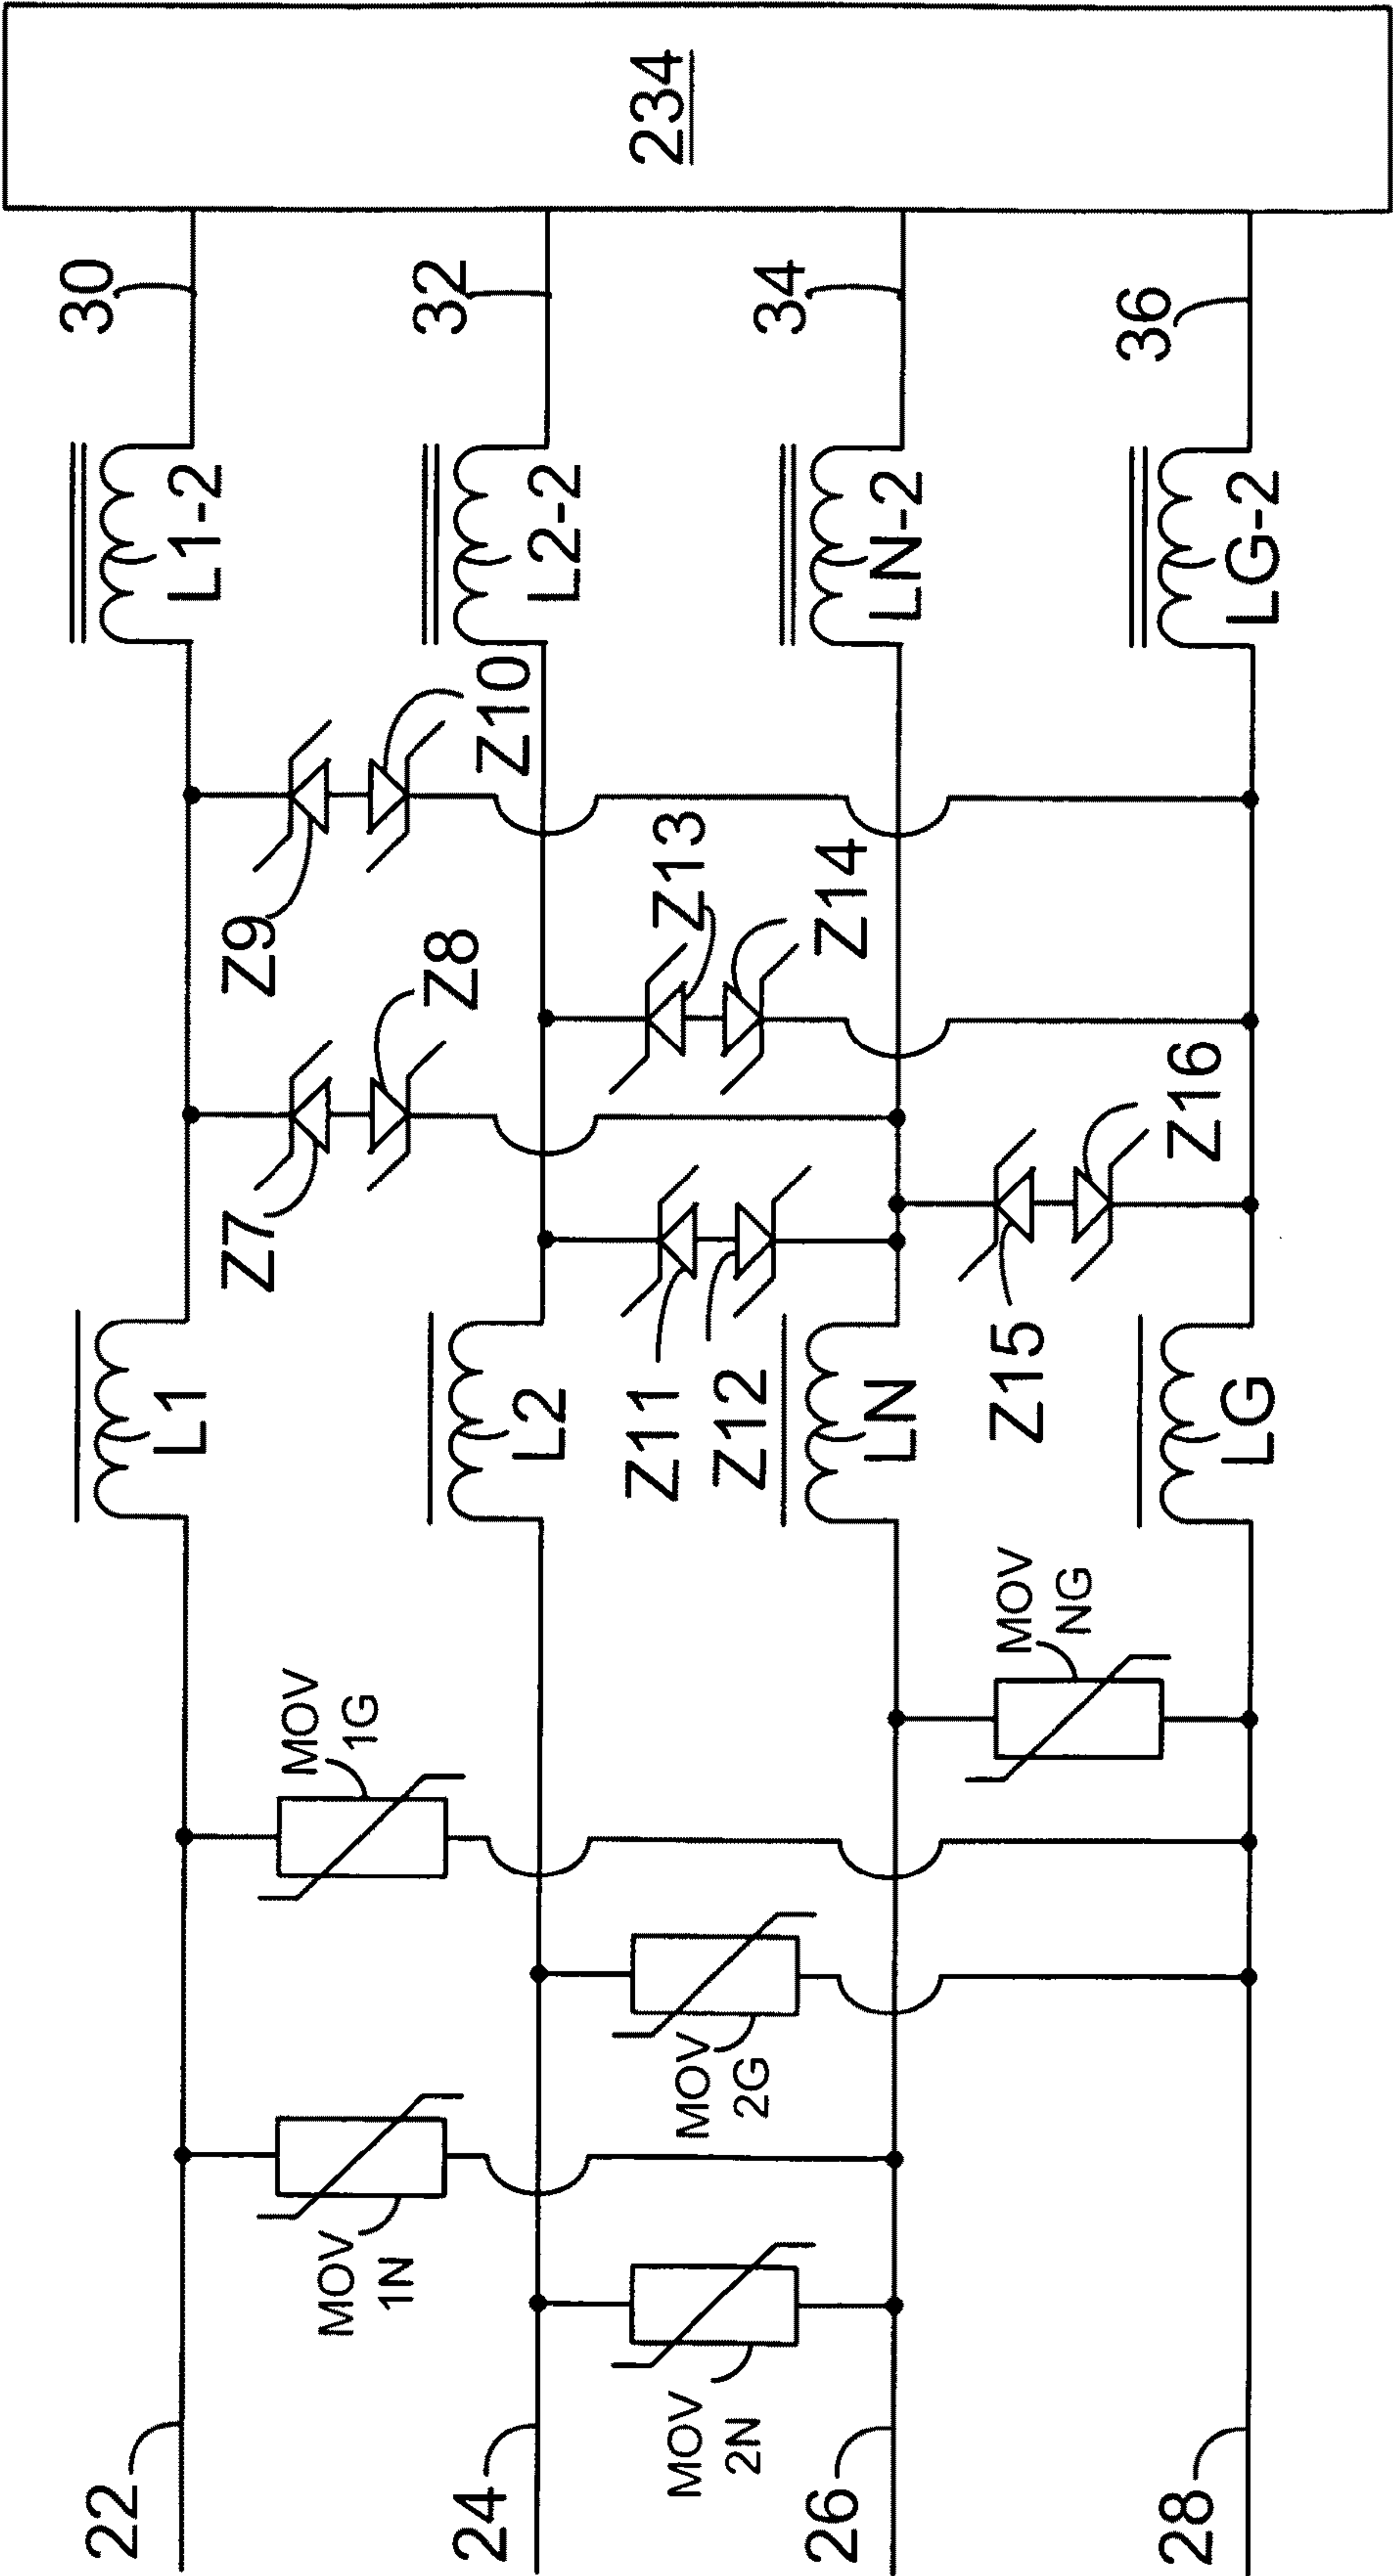 22
24
26
28
MOV
1N
MOV
2N
MOV
2G
MOV
1G
MOV
NG
L1
L2
LN
LG
Z7
Z8
Z9
Z10
Z11
Z12
Z13
Z14
Z15
Z16
L1-2
L2-2
LN-2
LG-2
30
32
34
36
234